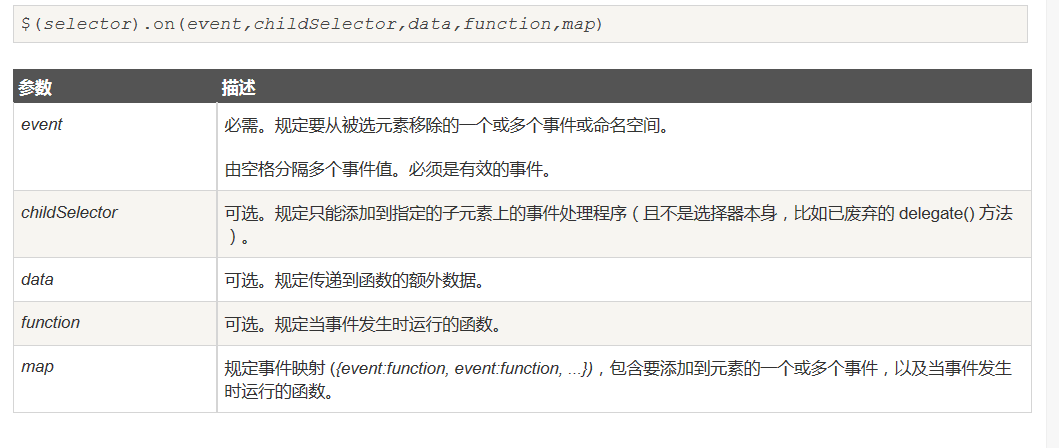 $(selector).on(event,childSelector,data,function,map)
参数 描述
event 必需。规定要从被选元素移除的一个或多个事件或命名空间。
由空格分隔多个事件值。必须是有效的事件。
childSelector 可选。规定只能添加到指定的子元素上的事件处理程序（且不是选择器本身，比如已废弃的 delegate() 方法
）。
data 可选。规定传递到函数的额外数据。
function 可选。规定当事件发生时运行的函数。
map 规定事件映射 ({event:function, event:function, ...})，包含要添加到元素的一个或多个事件，以及当事件发生
时运行的函数。